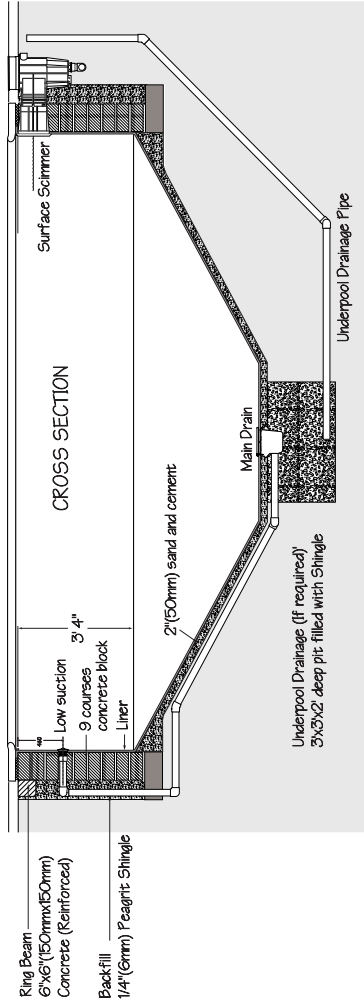 Ring Beam
6"x6"(150mmx150mm)
Concrete (Reinforced)
Backfill
1/4"(6mm) Peagrit Shingle
460
Low suction
9 courses
concrete block
Liner
3' 4"
CROSS SECTION
2"(50mm) sand and cement
Main Drain
Surface Scimmer
Underpool Drainage (If required)'
3'x3'x2' deep pit filled with Shingle
Underpool Drainage Pipe